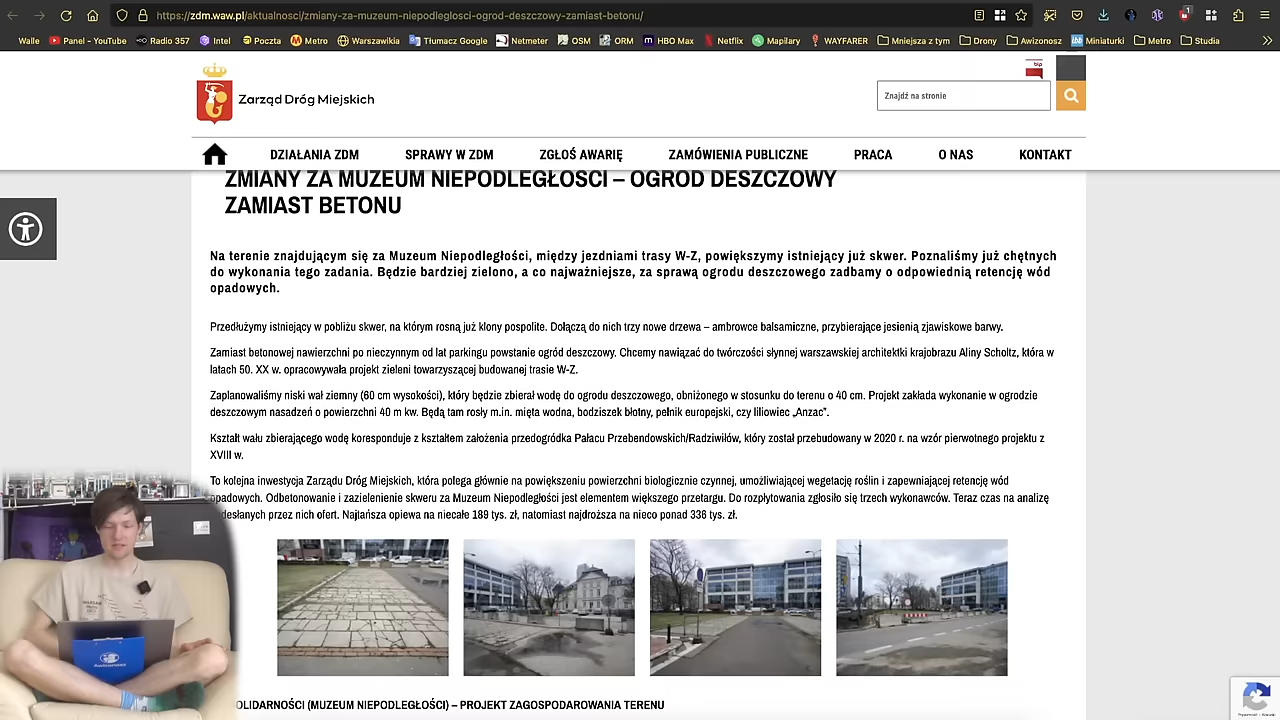 https://zdm.waw.pl/aktualnosci/zmiany-za-muzeum-niepodleglosci-ogrod-deszczowy-zamiast-betonu/
Walle Panel - YouTube Radio 357 Intel Poczta Metro Warszawikia Tłumacz Google Netmeter OSM ORM HBO Max Netflix Mapilary WAYFARER Mniejsza z tym Drony Awizonosz Miniaturki Metro Studia
bip
Zarząd Dróg Miejskich
Znajdź na stronie
DZIAŁANIA ZDM SPRAWY W ZDM ZGŁOŚ AWARIĘ ZAMÓWIENIA PUBLICZNE PRACA O NAS KONTAKT
ZMIANY ZA MUZEUM NIEPODLEGŁOŚCI – OGRÓD DESZCZOWY
ZAMIAST BETONU
Na terenie znajdującym się za Muzeum Niepodległości, między jezdniami trasy W-Z, powiększymy istniejący już skwer. Poznaliśmy już chętnych
do wykonania tego zadania. Będzie bardziej zielono, a co najważniejsze, za sprawą ogrodu deszczowego zadbamy o odpowiednią retencję wód
opadowych.
Przedłużymy istniejący w pobliżu skwer, na którym rosną już klony pospolite. Dołączą do nich trzy nowe drzewa – ambrowce balsamiczne, przybierające jesienią zjawiskowe barwy.
Zamiast betonowej nawierzchni po nieczynnym od lat parkingu powstanie ogród deszczowy. Chcemy nawiązać do twórczości słynnej warszawskiej architektki krajobrazu Aliny Scholtz, która w
latach 50. XX w. opracowywała projekt zieleni towarzyszącej budowanej trasie W-Z.
Zaplanowaliśmy niski wał ziemny (60 cm wysokości), który będzie zbierał wodę do ogrodu deszczowego, obniżonego w stosunku do terenu o 40 cm. Projekt zakłada wykonanie w ogrodzie
deszczowym nasadzeń o powierzchni 40 m kw. Będą tam rosły m.in. mięta wodna, bodziszek błotny, pełnik europejski, czy liliowiec „Anzac”.
Kształt wału zbierającego wodę koresponduje z kształtem założenia przedogródka Pałacu Przebendowskich/Radziwiłów, który został przebudowany w 2020 r. na wzór pierwotnego projektu z
XVIII w.
To kolejna inwestycja Zarządu Dróg Miejskich, która polega głównie na powiększeniu powierzchni biologicznie czynnej, umożliwiającej wegetację roślin i zapewniającej retencję wód
opadowych. Odbetonowanie i zazielenienie skweru za Muzeum Niepodległości jest elementem większego przetargu. Do rozpłytowania zgłosiło się trzech wykonawców. Teraz czas na analizę
desłanych przez nich ofert. Najtańsza opiewa na niecałe 189 tys. zł, natomiast najdroższa na nieco ponad 336 tys. zł.
OLIDARNOŚCI (MUZEUM NIEPODLEGŁOŚCI) – PROJEKT ZAGOSPODAROWANIA TERENU